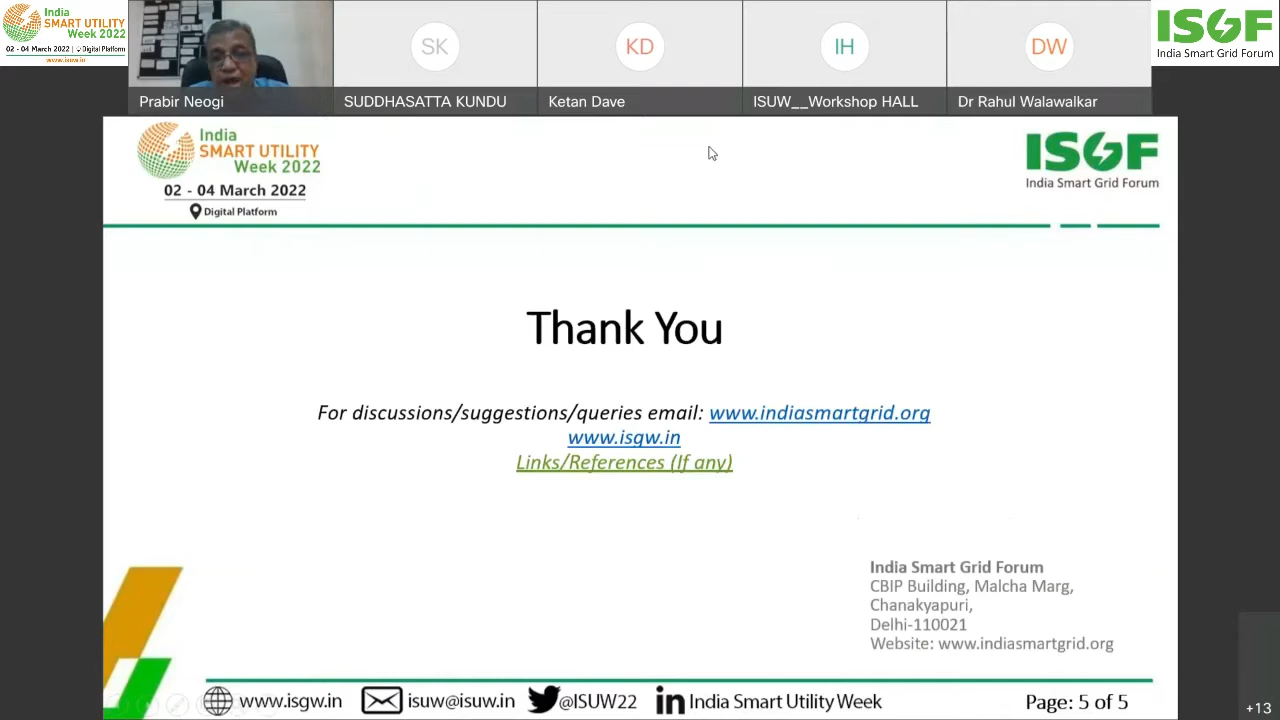 India
SMART UTILITY
Week 2022
02 - 04 March 2022 | Digital Platform
www.isuw.in
SK
KD
IH
DW
ISGF
India Smart Grid Forum
Prabir Neogi
SUDDHASATTA KUNDU
Ketan Dave
ISUW__Workshop HALL
Dr Rahul Walawalkar
India
SMART UTILITY
Week 2022
02 - 04 March 2022
Digital Platform
ISGF
India Smart Grid Forum
Thank You
For discussions/suggestions/queries email: www.indiasmartgrid.org
www.isgw.in
Links/References (If any)
India Smart Grid Forum
CBIP Building, Malcha Marg,
Chanakyapuri,
Delhi-110021
Website: www.indiasmartgrid.org
www.isgw.in isuw@isuw.in @ISUW22 in India Smart Utility Week Page: 5 of 5
+13